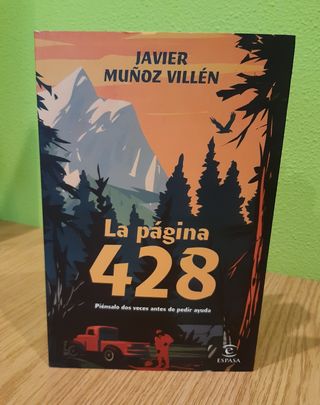 JAVIER
MUÑOZ VILLÉN
La página
428
Piénsalo dos veces antes de pedir ayuda
e
ESPASA